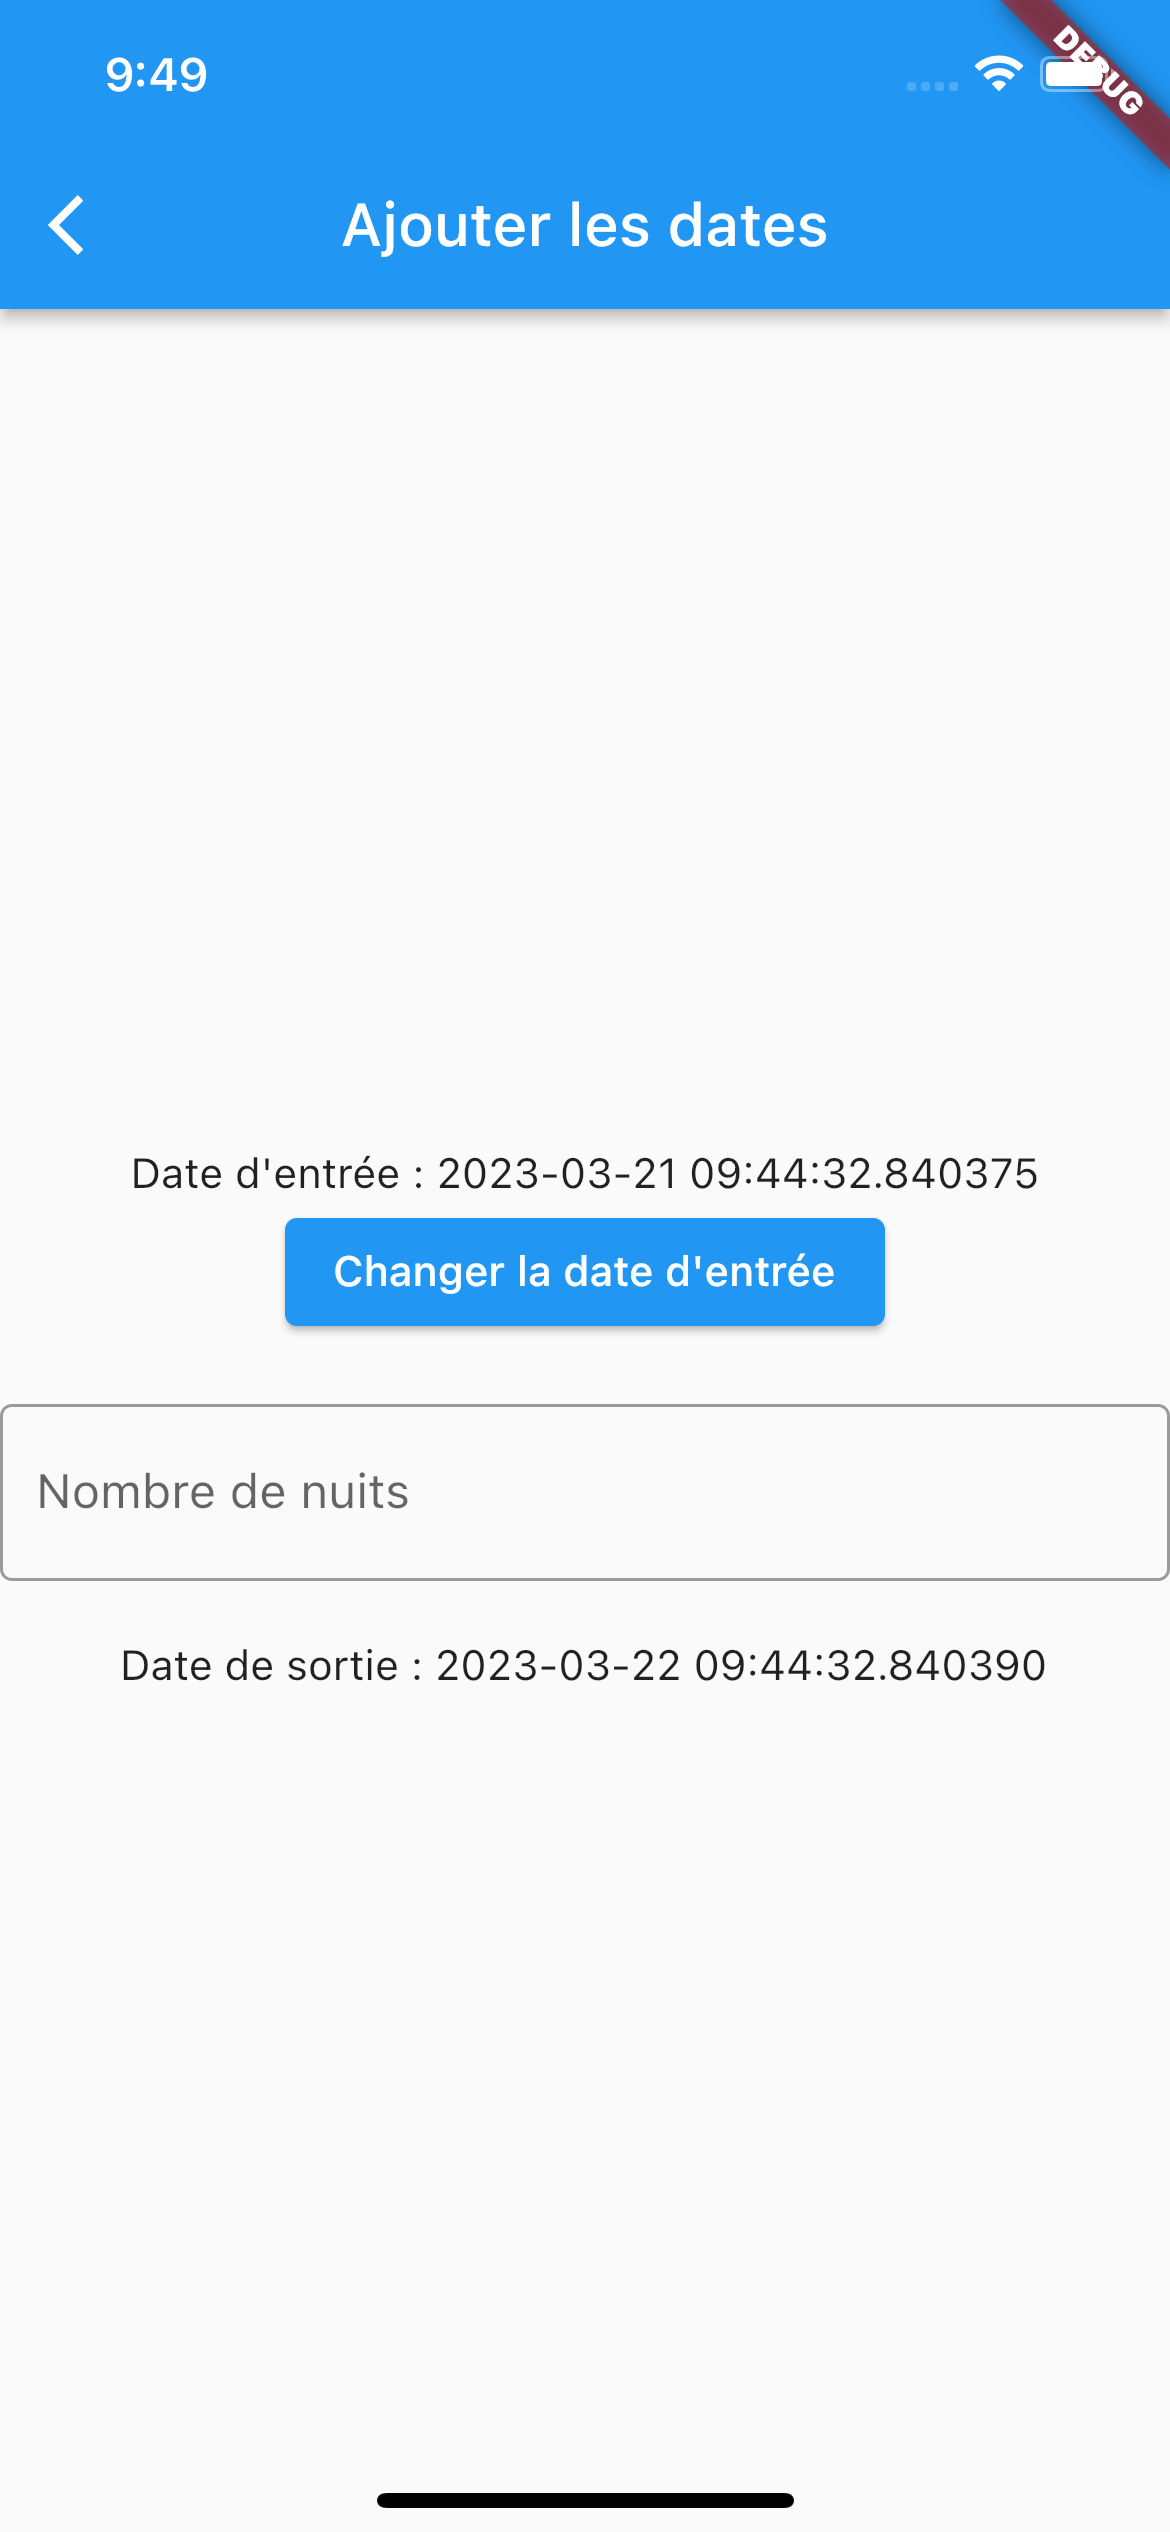 9:49
DEBUG
Ajouter les dates
Date d'entrée : 2023-03-21 09:44:32.840375
Changer la date d'entrée
Nombre de nuits
Date de sortie : 2023-03-22 09:44:32.840390